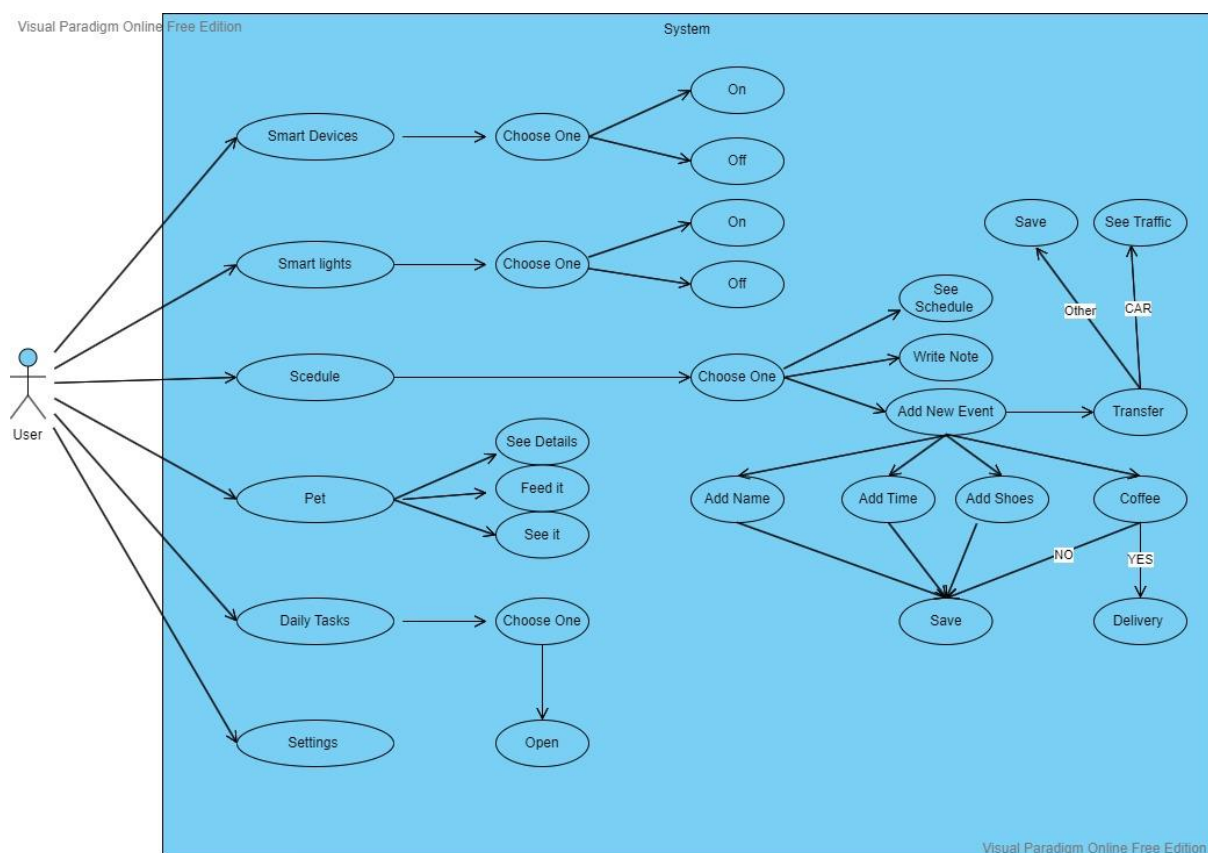 Visual Paradigm Online Free Edition
System
On
Smart Devices
Choose One
Off
On
Save
See Traffic
Smart lights
Choose One
Off
See
Schedule
Other
CAR
Write Note
Scedule
Choose One
Add New Event
Transfer
User
See Details
Feed it
Pet
Add Name
Add Time
Add Shoes
Coffee
See it
NO
YES
Daily Tasks
Choose One
Save
Delivery
Settings
Open
Visual Paradigm Online Free Edition